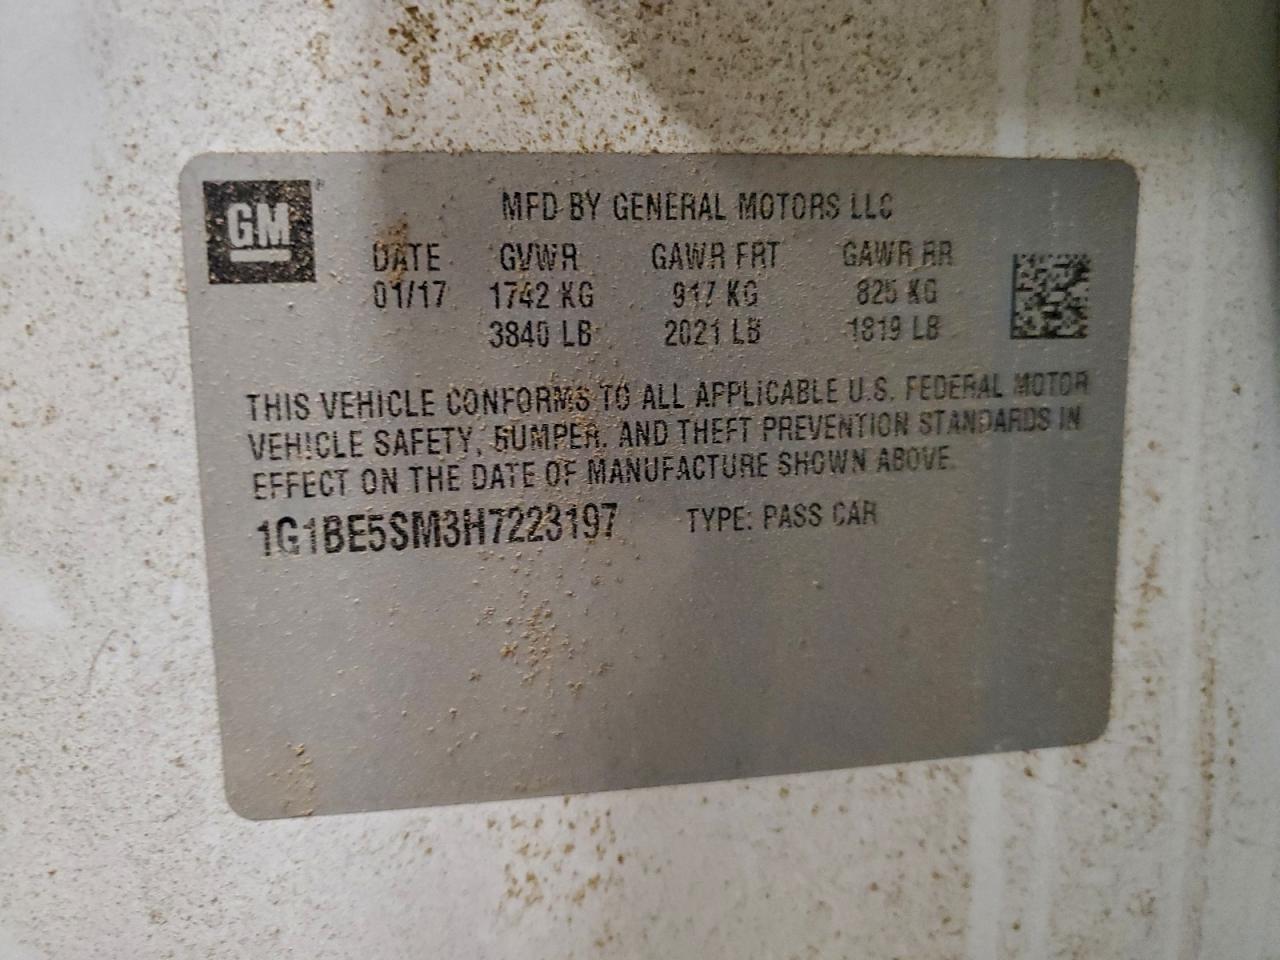 GM
MFD BY GENERAL MOTORS LLC
DATE GVWR GAWR FRT GAWR RR
01/17 1742 KG 917 KG 825 KG
3840 LB 2021 LB 1819 LB
THIS VEHICLE CONFORMS TO ALL APPLICABLE U.S. FEDERAL MOTOR
VEHICLE SAFETY, BUMPER, AND THEFT PREVENTION STANDARDS IN
EFFECT ON THE DATE OF MANUFACTURE SHOWN ABOVE.
1G1BE5SM3H7223197 TYPE: PASS CAR